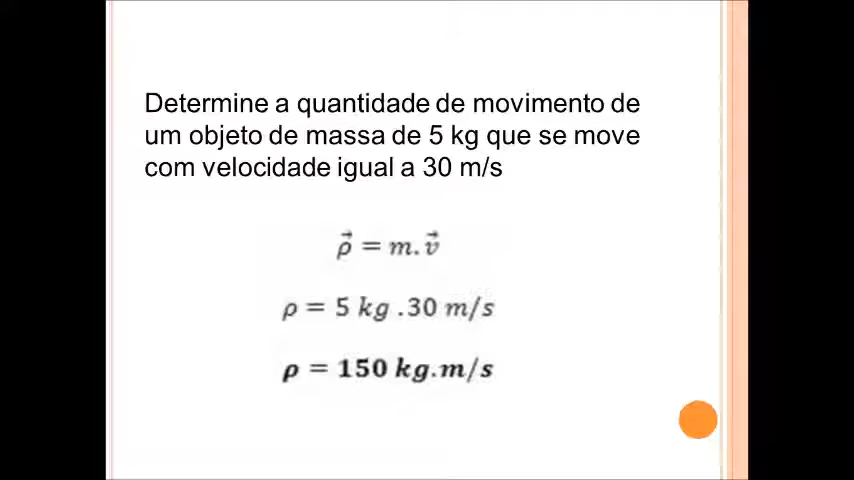 Determine a quantidade de movimento de
um objeto de massa de 5 kg que se move
com velocidade igual a 30 m/s
ρ⃗ = m. v⃗
ρ = 5 kg .30 m/s
ρ = 150 kg.m/s